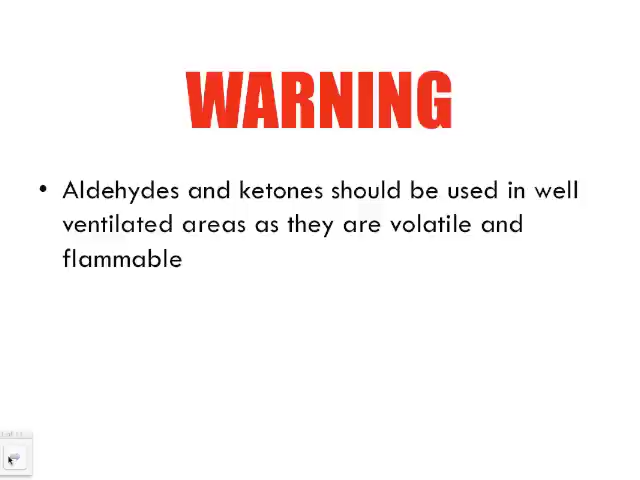 WARNING
• Aldehydes and ketones should be used in well
ventilated areas as they are volatile and
flammable